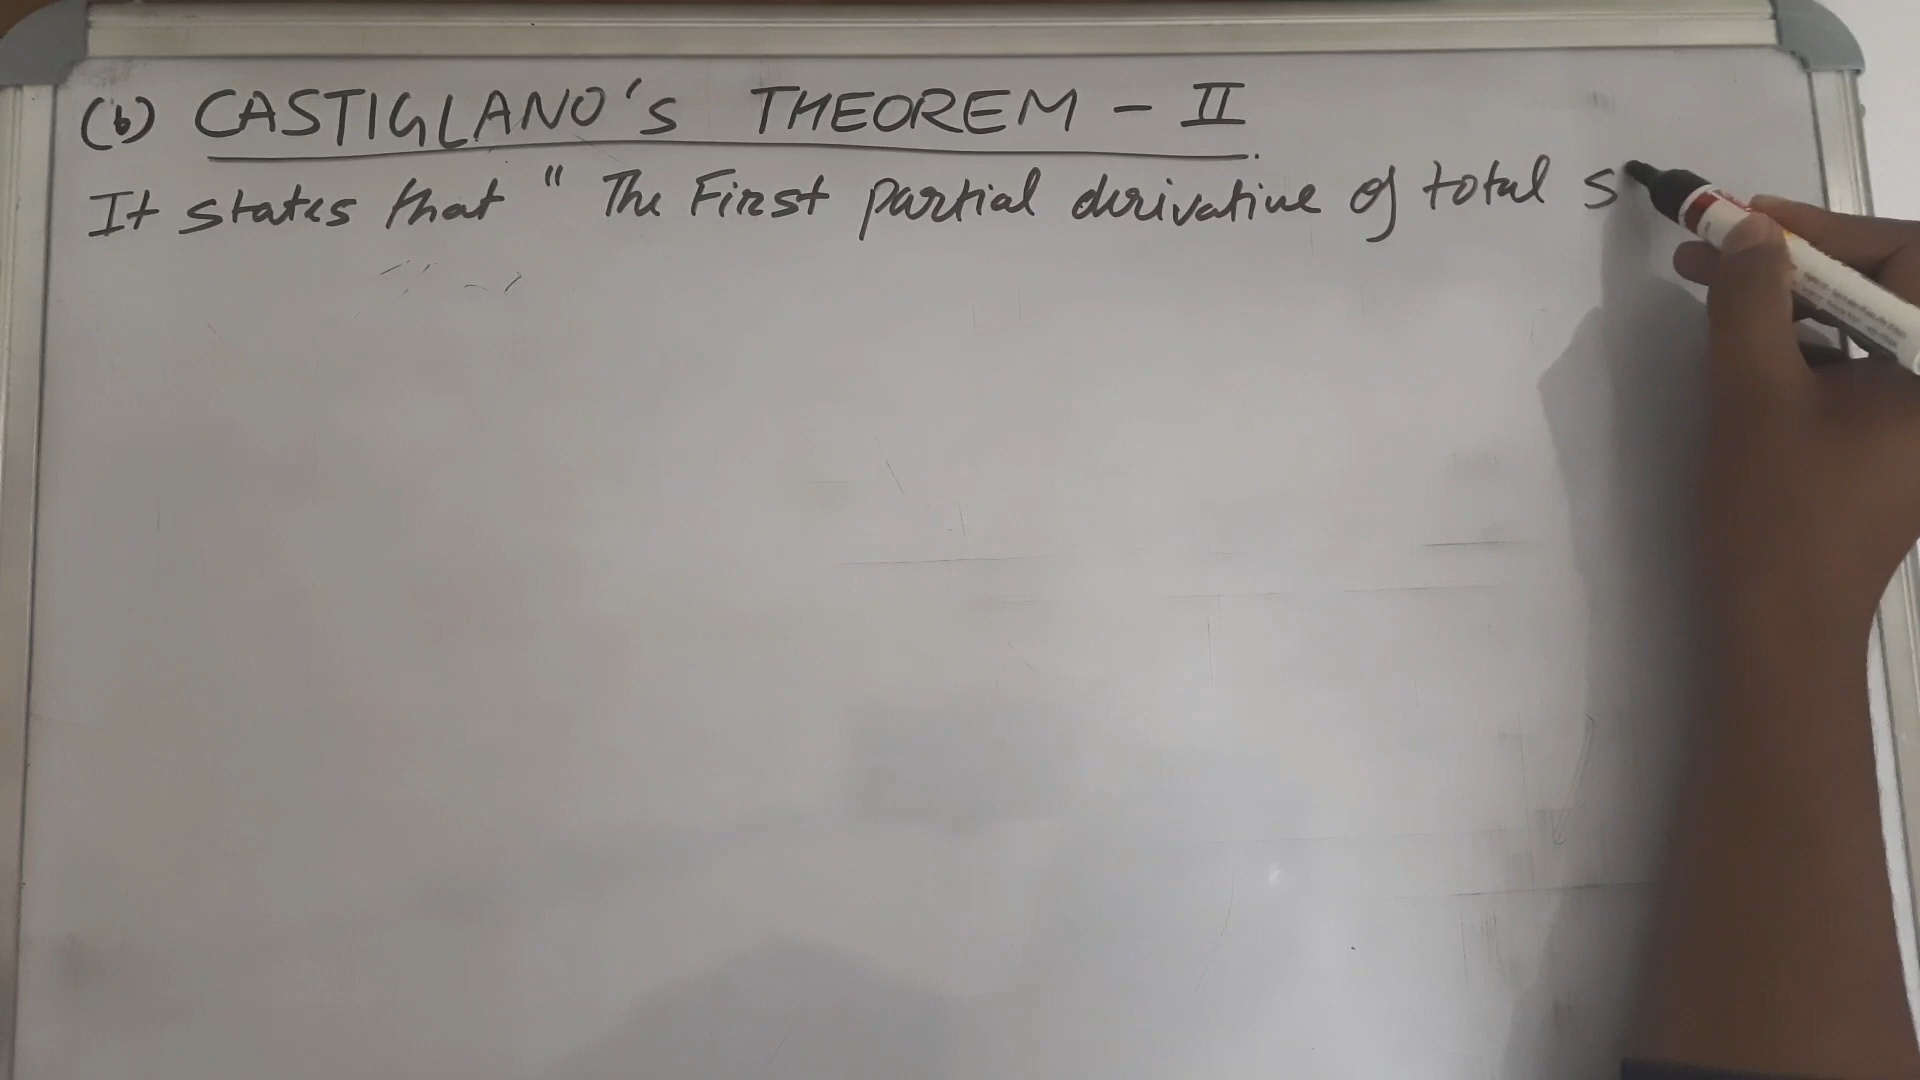 (b) CASTIGLANO's THEOREM - II
It states that " The First partial derivative of total s